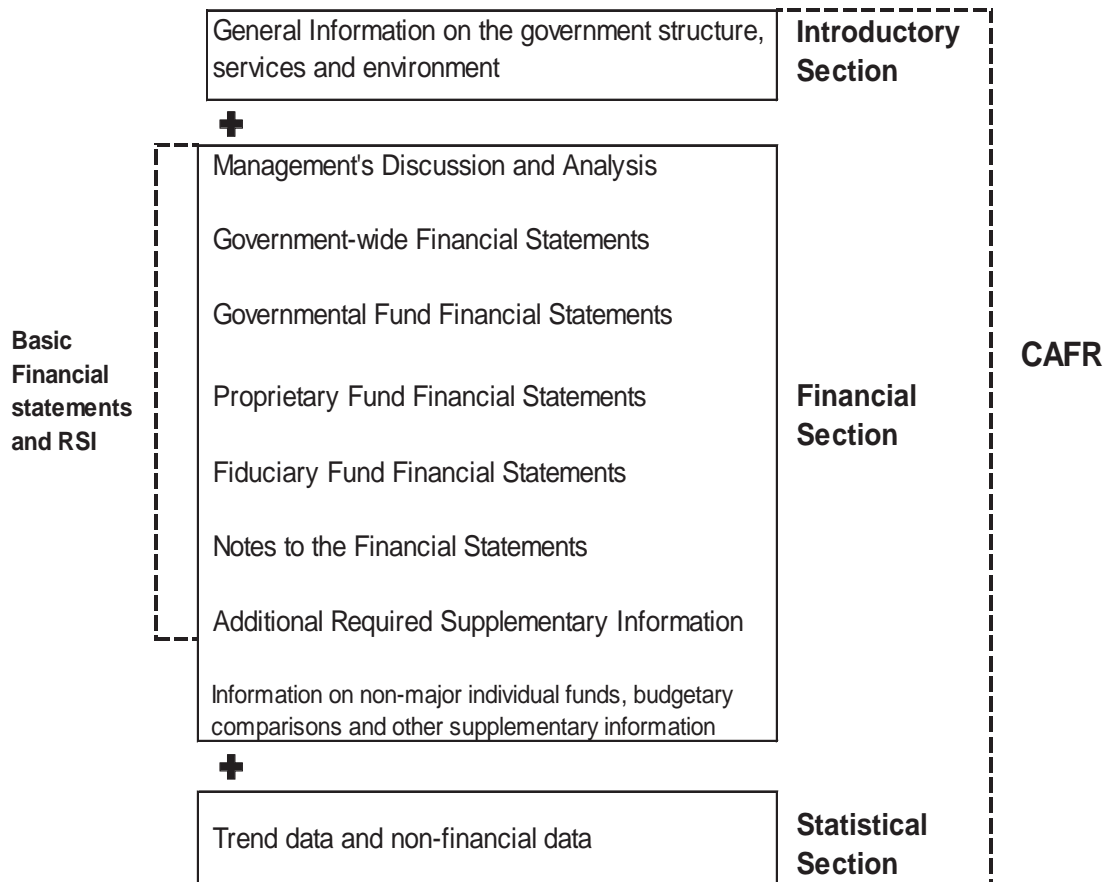 General Information on the government structure,
services and environment
Introductory
Section
Management's Discussion and Analysis
Government-wide Financial Statements
Governmental Fund Financial Statements
Basic
Financial
statements
and RSI
CAFR
Proprietary Fund Financial Statements
Financial
Section
Fiduciary Fund Financial Statements
Notes to the Financial Statements
Additional Required Supplementary Information
Information on non-major individual funds, budgetary
comparisons and other supplementary information
Trend data and non-financial data
Statistical
Section